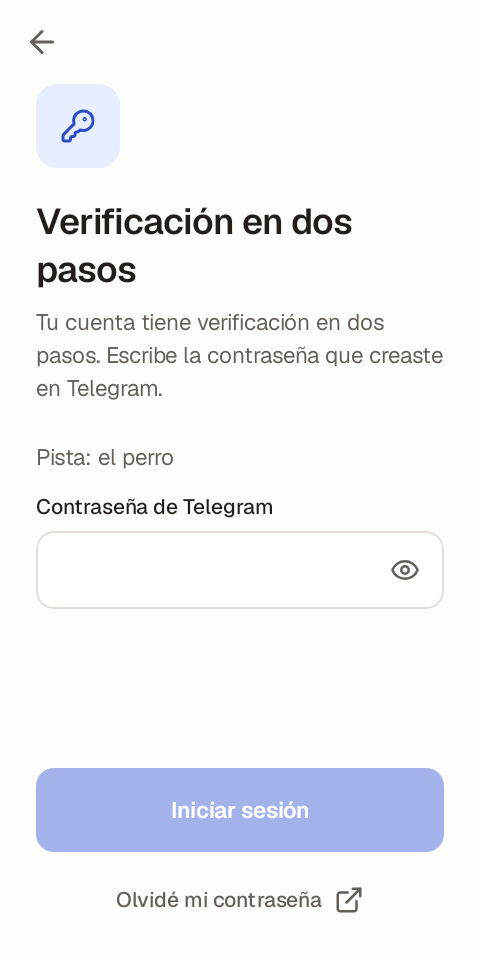 Verificación en dos
pasos
Tu cuenta tiene verificación en dos
pasos. Escribe la contraseña que creaste
en Telegram.
Pista: el perro
Contraseña de Telegram
Iniciar sesión
Olvidé mi contraseña